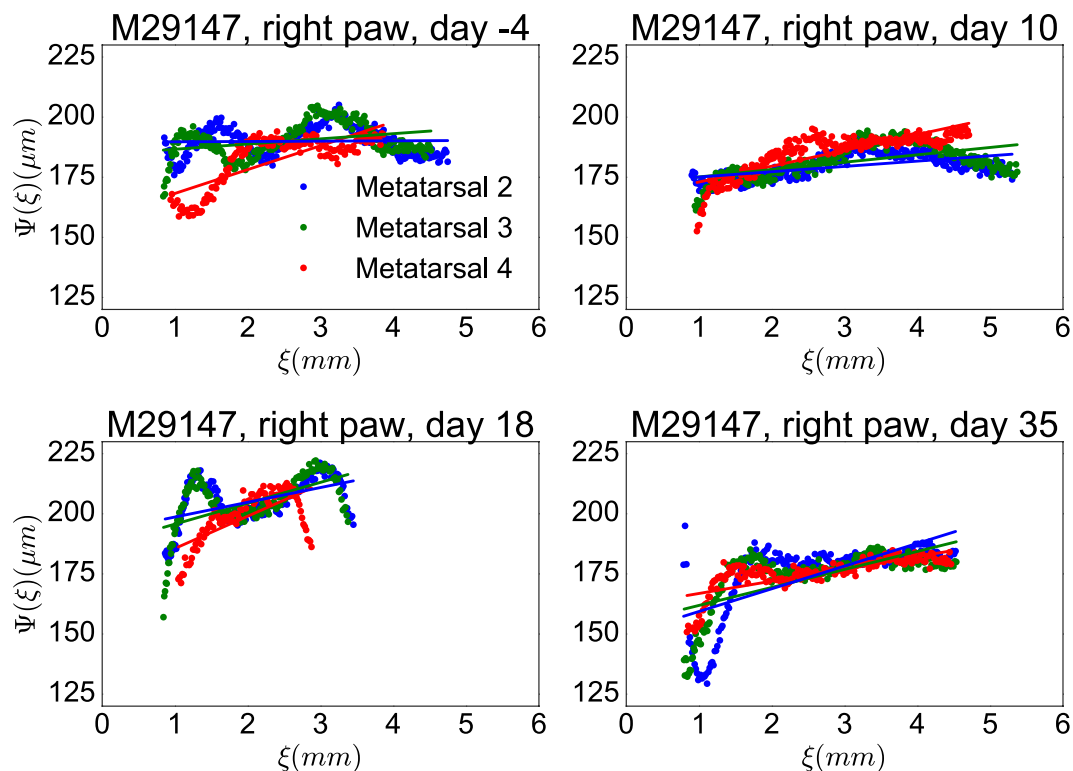 M29147, right paw, day -4
225
200
175
150
125
Ψ(ξ)(μm)
Metatarsal 2
Metatarsal 3
Metatarsal 4
0 1 2 3 4 5 6
ξ(mm)
M29147, right paw, day 10
225
200
175
150
125
0 1 2 3 4 5 6
ξ(mm)
M29147, right paw, day 18
225
200
175
150
125
Ψ(ξ)(μm)
0 1 2 3 4 5 6
ξ(mm)
M29147, right paw, day 35
225
200
175
150
125
0 1 2 3 4 5 6
ξ(mm)